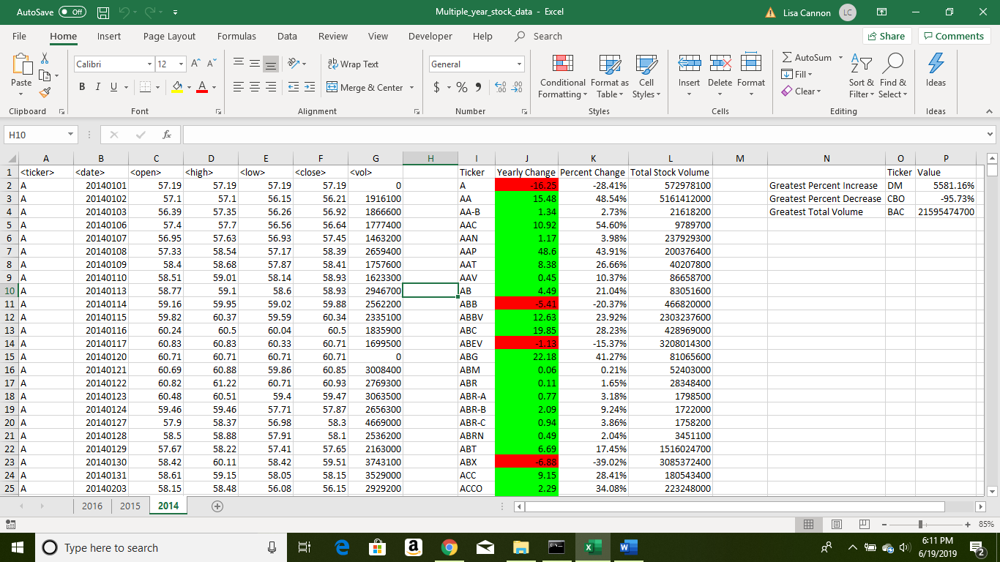 AutoSave Off Multiple_year_stock_data - Excel Lisa Cannon LC
File Home Insert Page Layout Formulas Data Review View Developer Help Search Share Comments
Calibri 12 Wrap Text General AutoSum
Paste Conditional Formatting Format as Table Cell Styles Insert Delete Format Fill Sort & Filter Find & Select Ideas
B I U Merge & Center $ % Clear
Clipboard Font Alignment Number Styles Cells Editing Ideas
H10 fx
A B C D E F G H I J K L M N O P
1 <ticker> <date> <open> <high> <low> <close> <vol> Ticker Yearly Change Percent Change Total Stock Volume Ticker Value
2 A 20140101 57.19 57.19 57.19 57.19 0 A -16.25 -28.41% 572978100 Greatest Percent Increase DM 5581.16%
3 A 20140102 57.1 57.1 56.15 56.21 1916100 AA 15.48 48.54% 5161412000 Greatest Percent Decrease CBO -95.73%
4 A 20140103 56.39 57.35 56.26 56.92 1866600 AA-B 1.34 2.73% 21618200 Greatest Total Volume BAC 21595474700
5 A 20140106 57.4 57.7 56.56 56.64 1777400 AAC 10.92 54.60% 9789700
6 A 20140107 56.95 57.63 56.93 57.45 1463200 AAN 1.17 3.98% 237929300
7 A 20140108 57.33 58.54 57.17 58.39 2659400 AAP 48.6 43.91% 200376400
8 A 20140109 58.4 58.68 57.87 58.41 1757600 AAT 8.38 26.66% 40207800
9 A 20140110 58.51 59.01 58.14 58.93 1623300 AAV 0.45 10.37% 86658700
10 A 20140113 58.77 59.1 58.6 58.93 2946700 AB 4.49 21.04% 83051600
11 A 20140114 59.16 59.95 59.02 59.88 2562200 ABB -5.41 -20.37% 466820000
12 A 20140115 59.82 60.37 59.59 60.34 2335100 ABBV 12.63 23.92% 2303237600
13 A 20140116 60.24 60.5 60.04 60.5 1835900 ABC 19.85 28.23% 428969000
14 A 20140117 60.83 60.83 60.33 60.71 1699500 ABEV -1.13 -15.37% 3208014300
15 A 20140120 60.71 60.71 60.71 60.71 0 ABG 22.18 41.27% 81065600
16 A 20140121 60.69 60.88 59.86 60.85 3008400 ABM 0.06 0.21% 52403000
17 A 20140122 60.82 61.22 60.71 60.93 2769300 ABR 0.11 1.65% 28348400
18 A 20140123 60.48 60.51 59.4 59.47 3063500 ABR-A 0.77 3.18% 1798500
19 A 20140124 59.46 59.46 57.71 57.87 2656300 ABR-B 2.09 9.24% 1722000
20 A 20140127 57.9 58.37 56.98 58.3 4669000 ABR-C 0.94 3.86% 1758200
21 A 20140128 58.5 58.88 57.91 58.1 2536200 ABRN 0.49 2.04% 3451100
22 A 20140129 57.67 58.22 57.41 57.65 2163000 ABT 6.69 17.45% 1516024700
23 A 20140130 58.42 60.11 58.42 59.51 3743100 ABX -6.88 -39.02% 3085372400
24 A 20140131 58.61 59.15 58.05 58.15 3529000 ACC 9.15 28.41% 180543400
25 A 20140203 58.15 58.48 56.08 56.15 2929200 ACCO 2.29 34.08% 223248000
2016 2015 2014
85%
Type here to search 6:11 PM
6/19/2019 2